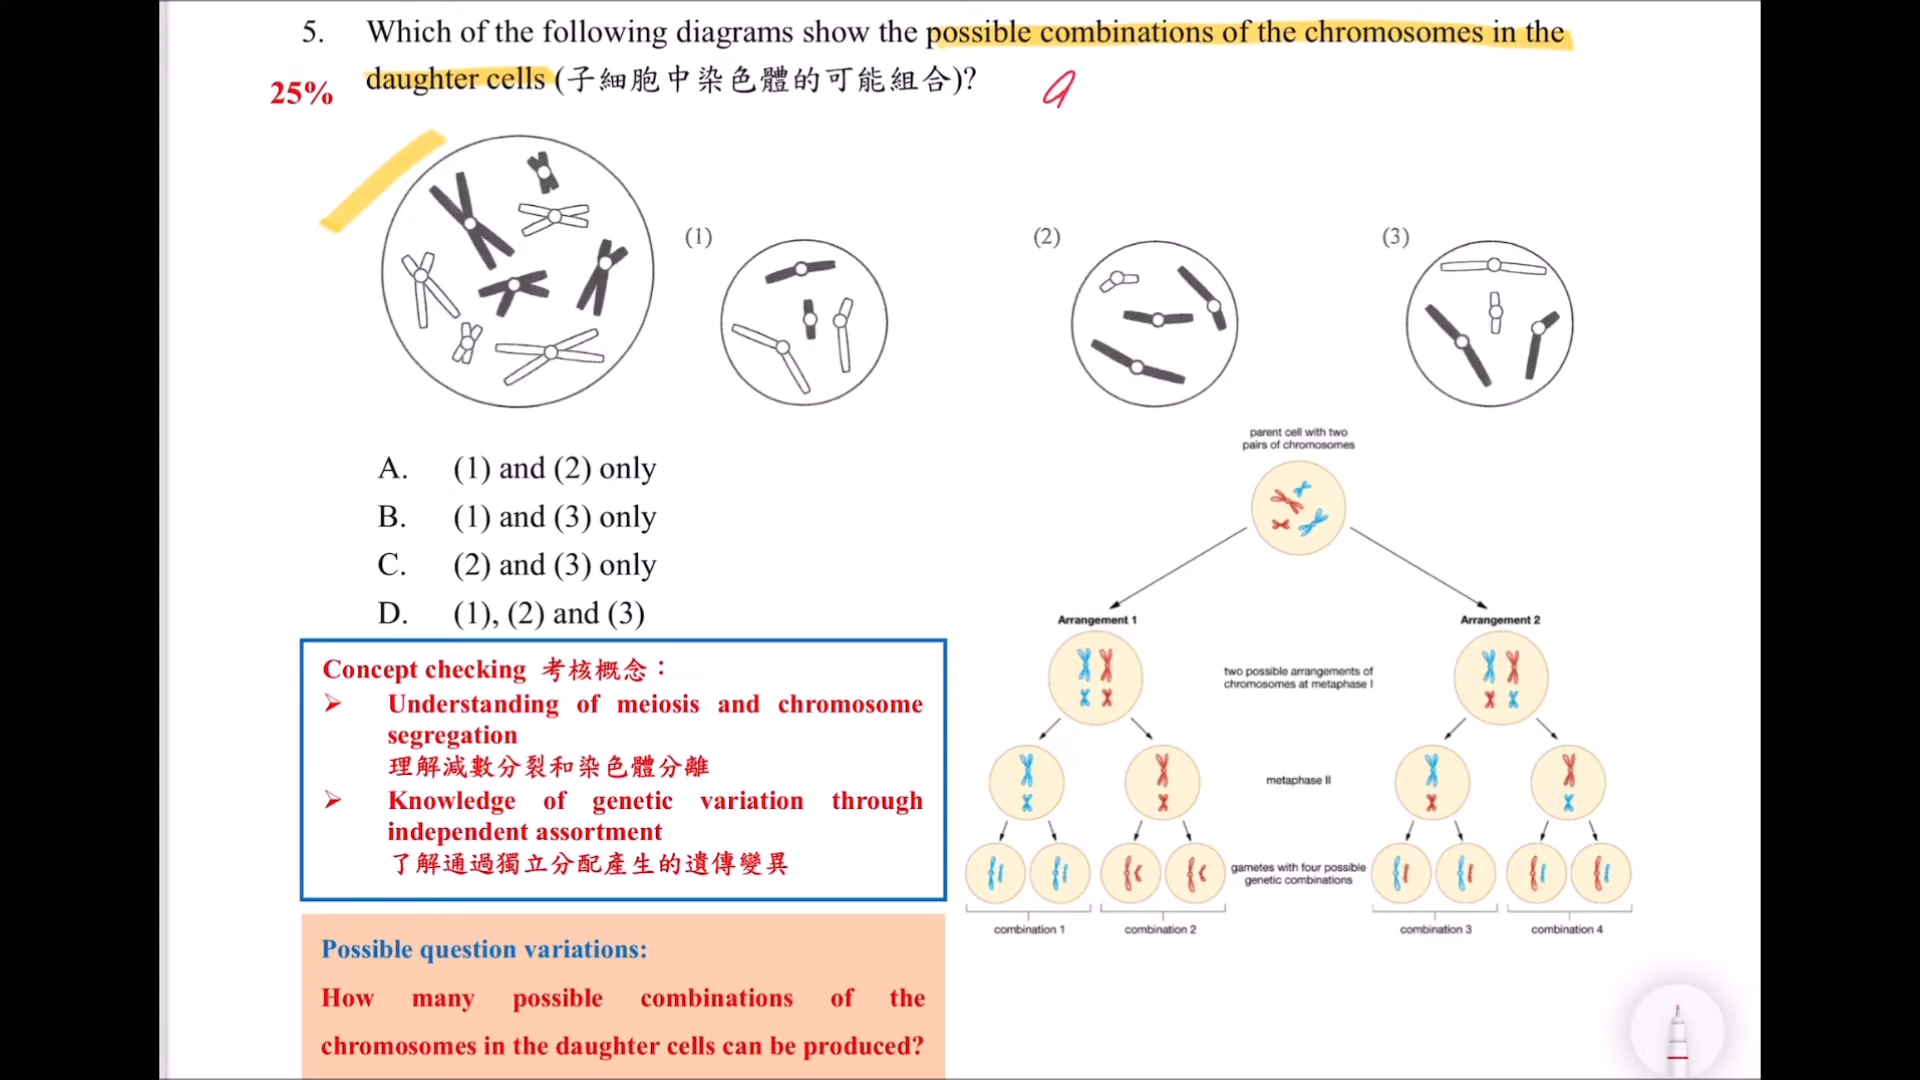 5. Which of the following diagrams show the possible combinations of the chromosomes in the
25% daughter cells (子細胞中染色體的可能組合)?
(1)
(2)
(3)
A. (1) and (2) only
B. (1) and (3) only
C. (2) and (3) only
D. (1), (2) and (3)
parent cell with two
pairs of chromosomes
Arrangement 1
Arrangement 2
two possible arrangements of
chromosomes at metaphase I
metaphase II
gametes with four possible
genetic combinations
combination 1
combination 2
combination 3
combination 4
Concept checking 考核概念：
➢ Understanding of meiosis and chromosome
segregation
理解減數分裂和染色體分離
➢ Knowledge of genetic variation through
independent assortment
了解通過獨立分配產生的遺傳變異
Possible question variations:
How many possible combinations of the
chromosomes in the daughter cells can be produced?